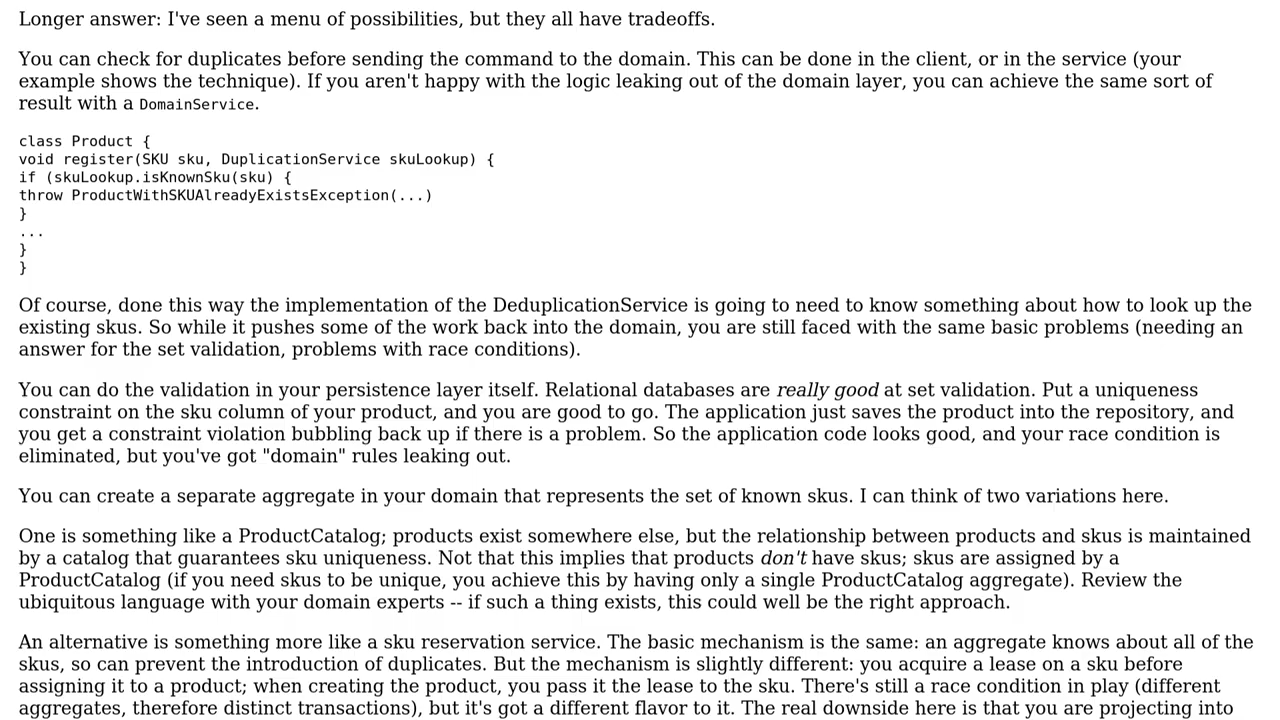 Longer answer: I've seen a menu of possibilities, but they all have tradeoffs.
You can check for duplicates before sending the command to the domain. This can be done in the client, or in the service (your
example shows the technique). If you aren't happy with the logic leaking out of the domain layer, you can achieve the same sort of
result with a DomainService.
class Product {
void register(SKU sku, DuplicationService skuLookup) {
if (skuLookup.isKnownSku(sku) {
throw ProductWithSKUAlreadyExistsException(...)
}
...
}
}
Of course, done this way the implementation of the DeduplicationService is going to need to know something about how to look up the
existing skus. So while it pushes some of the work back into the domain, you are still faced with the same basic problems (needing an
answer for the set validation, problems with race conditions).
You can do the validation in your persistence layer itself. Relational databases are really good at set validation. Put a uniqueness
constraint on the sku column of your product, and you are good to go. The application just saves the product into the repository, and
you get a constraint violation bubbling back up if there is a problem. So the application code looks good, and your race condition is
eliminated, but you've got "domain" rules leaking out.
You can create a separate aggregate in your domain that represents the set of known skus. I can think of two variations here.
One is something like a ProductCatalog; products exist somewhere else, but the relationship between products and skus is maintained
by a catalog that guarantees sku uniqueness. Not that this implies that products don't have skus; skus are assigned by a
ProductCatalog (if you need skus to be unique, you achieve this by having only a single ProductCatalog aggregate). Review the
ubiquitous language with your domain experts -- if such a thing exists, this could well be the right approach.
An alternative is something more like a sku reservation service. The basic mechanism is the same: an aggregate knows about all of the
skus, so can prevent the introduction of duplicates. But the mechanism is slightly different: you acquire a lease on a sku before
assigning it to a product; when creating the product, you pass it the lease to the sku. There's still a race condition in play (different
aggregates, therefore distinct transactions), but it's got a different flavor to it. The real downside here is that you are projecting into